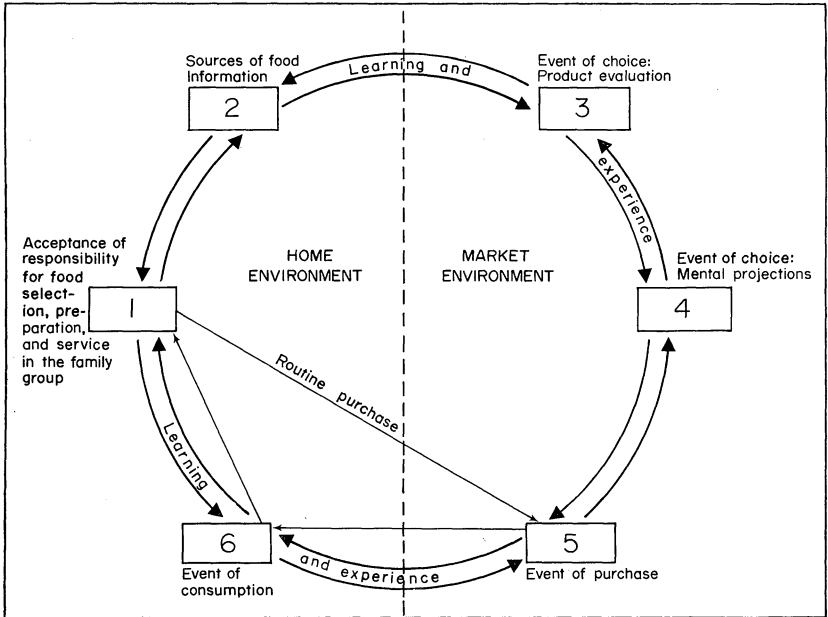 Sources of food
Information
2
Learning and
Event of choice:
Product evaluation
3
experience
Acceptance of
responsibility
for food
select-
ion, pre-
paration,
and service
in the family
group
1
HOME
ENVIRONMENT
MARKET
ENVIRONMENT
Event of choice:
Mental projections
4
Routine purchase
Learning
6
Event of
consumption
and experience
5
Event of purchase